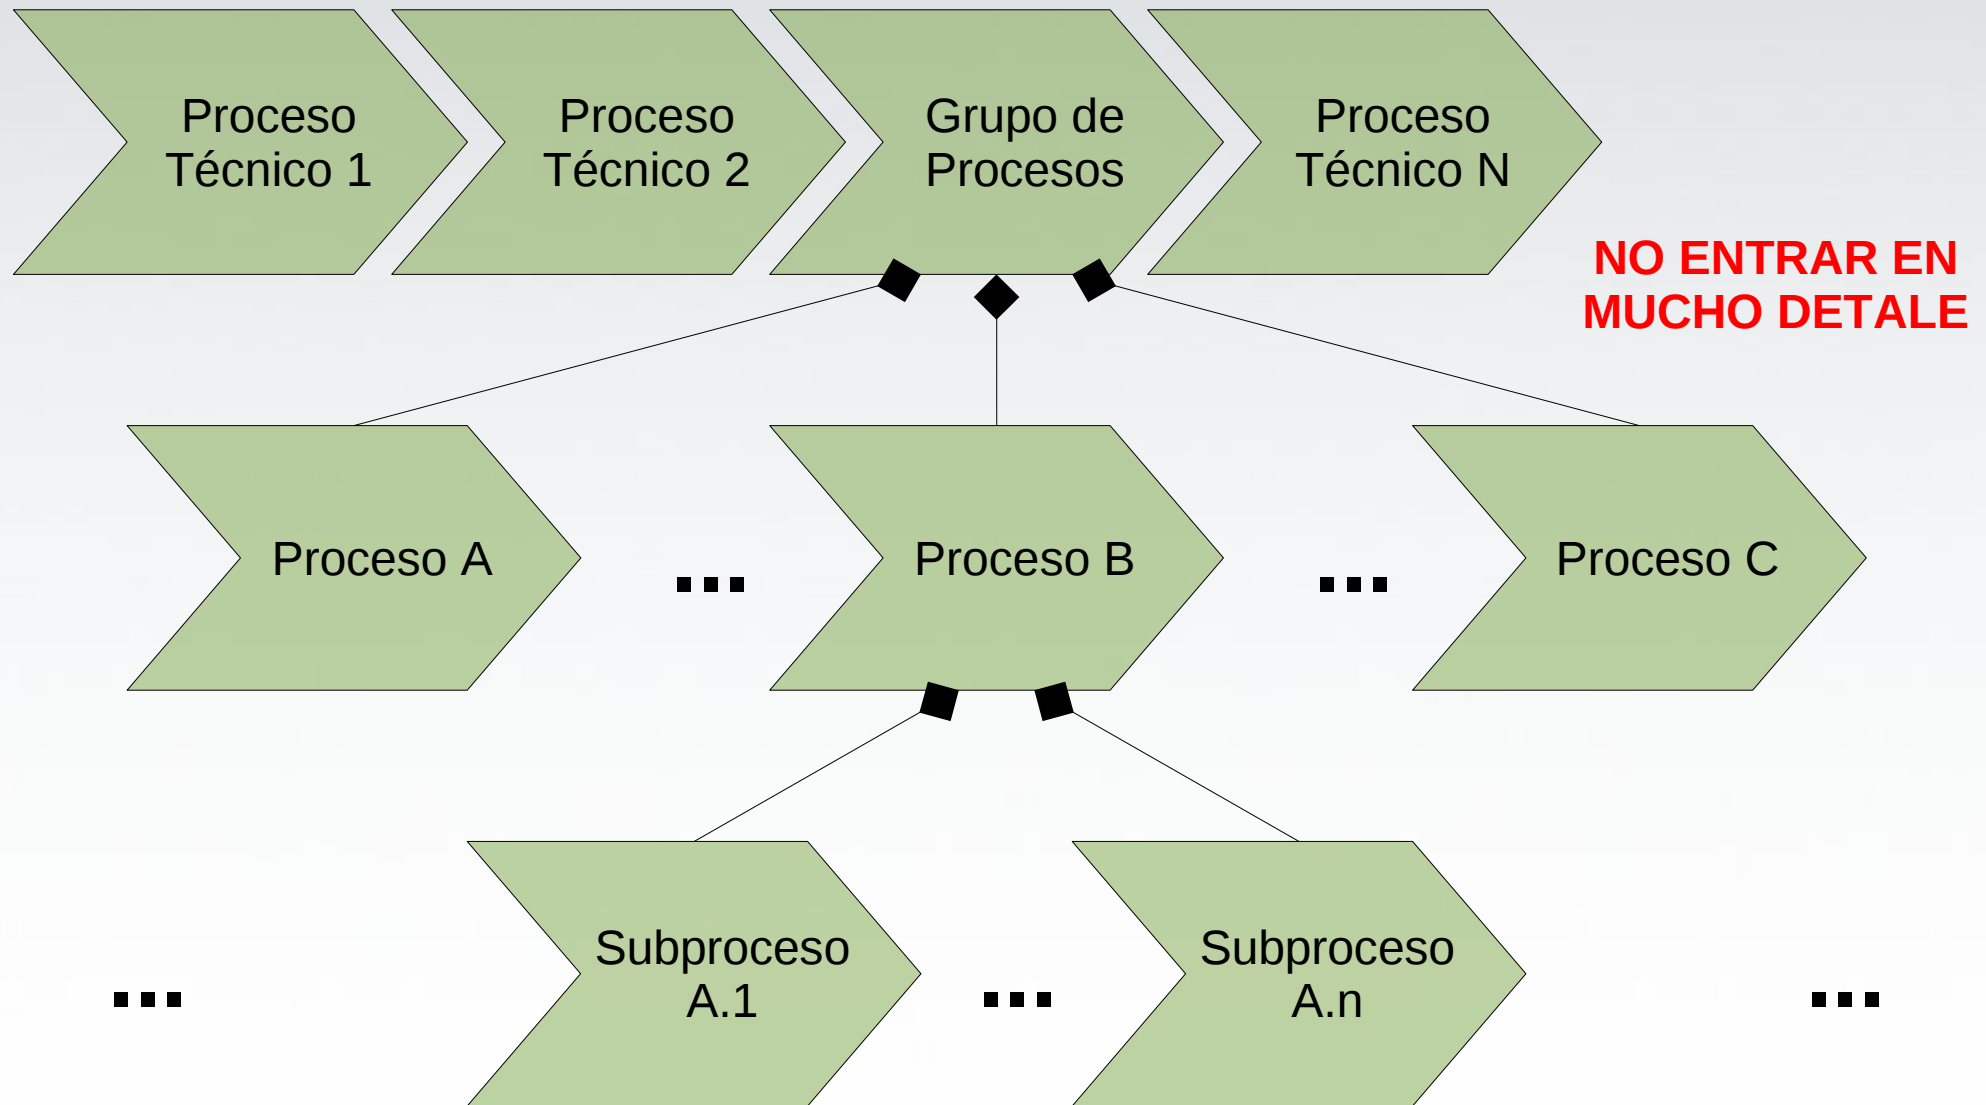 Proceso
Técnico 1
Proceso
Técnico 2
Grupo de
Procesos
Proceso
Técnico N
NO ENTRAR EN
MUCHO DETALE
Proceso A
...
Proceso B
...
Proceso C
...
Subproceso
A.1
...
Subproceso
A.n
...